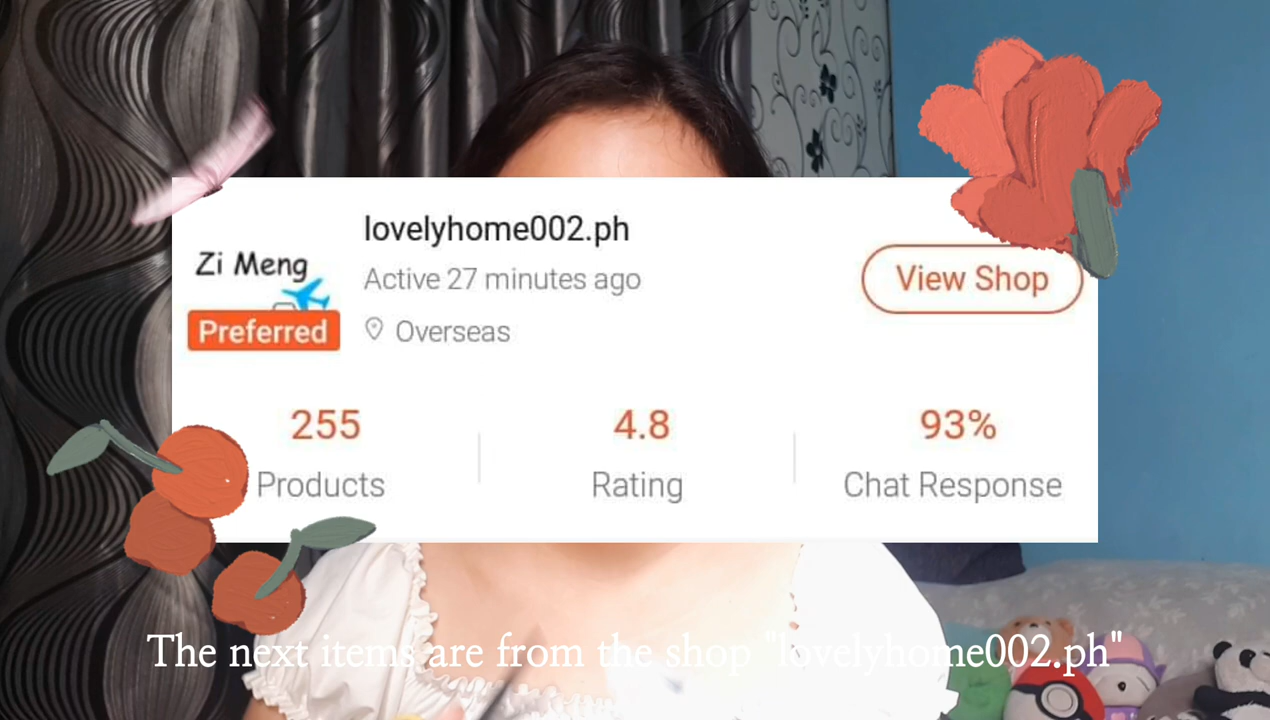 lovelyhome002.ph
Zi Meng
Active 27 minutes ago
View Shop
Preferred
Overseas
255
4.8
93%
Products
Rating
Chat Response
The next items are from the shop "lovelyhome002.ph"